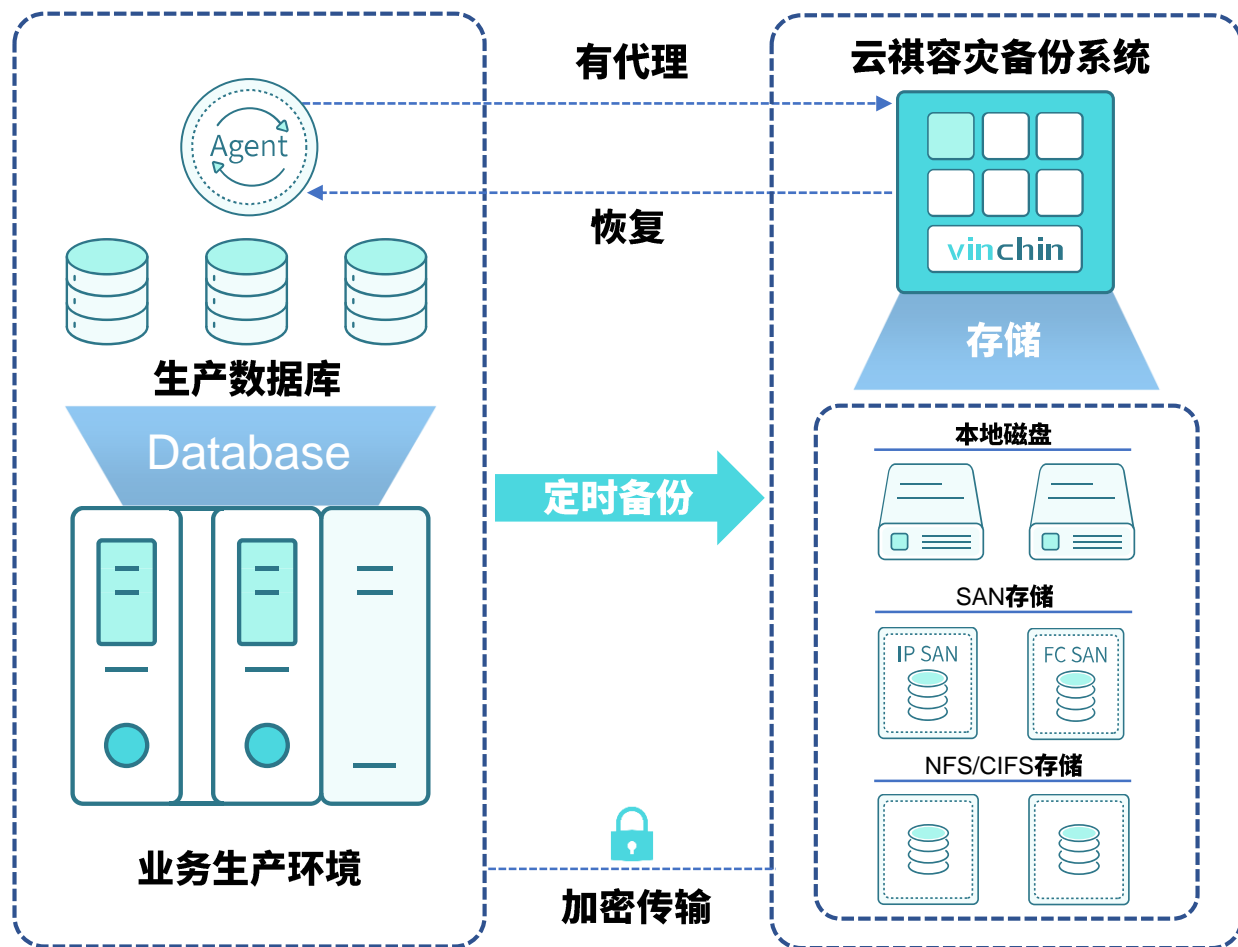 有代理
云祺容灾备份系统
Agent
恢复
vinchin
存储
生产数据库
Database
定时备份
本地磁盘
SAN存储
IP SAN
FC SAN
NFS/CIFS存储
业务生产环境
加密传输